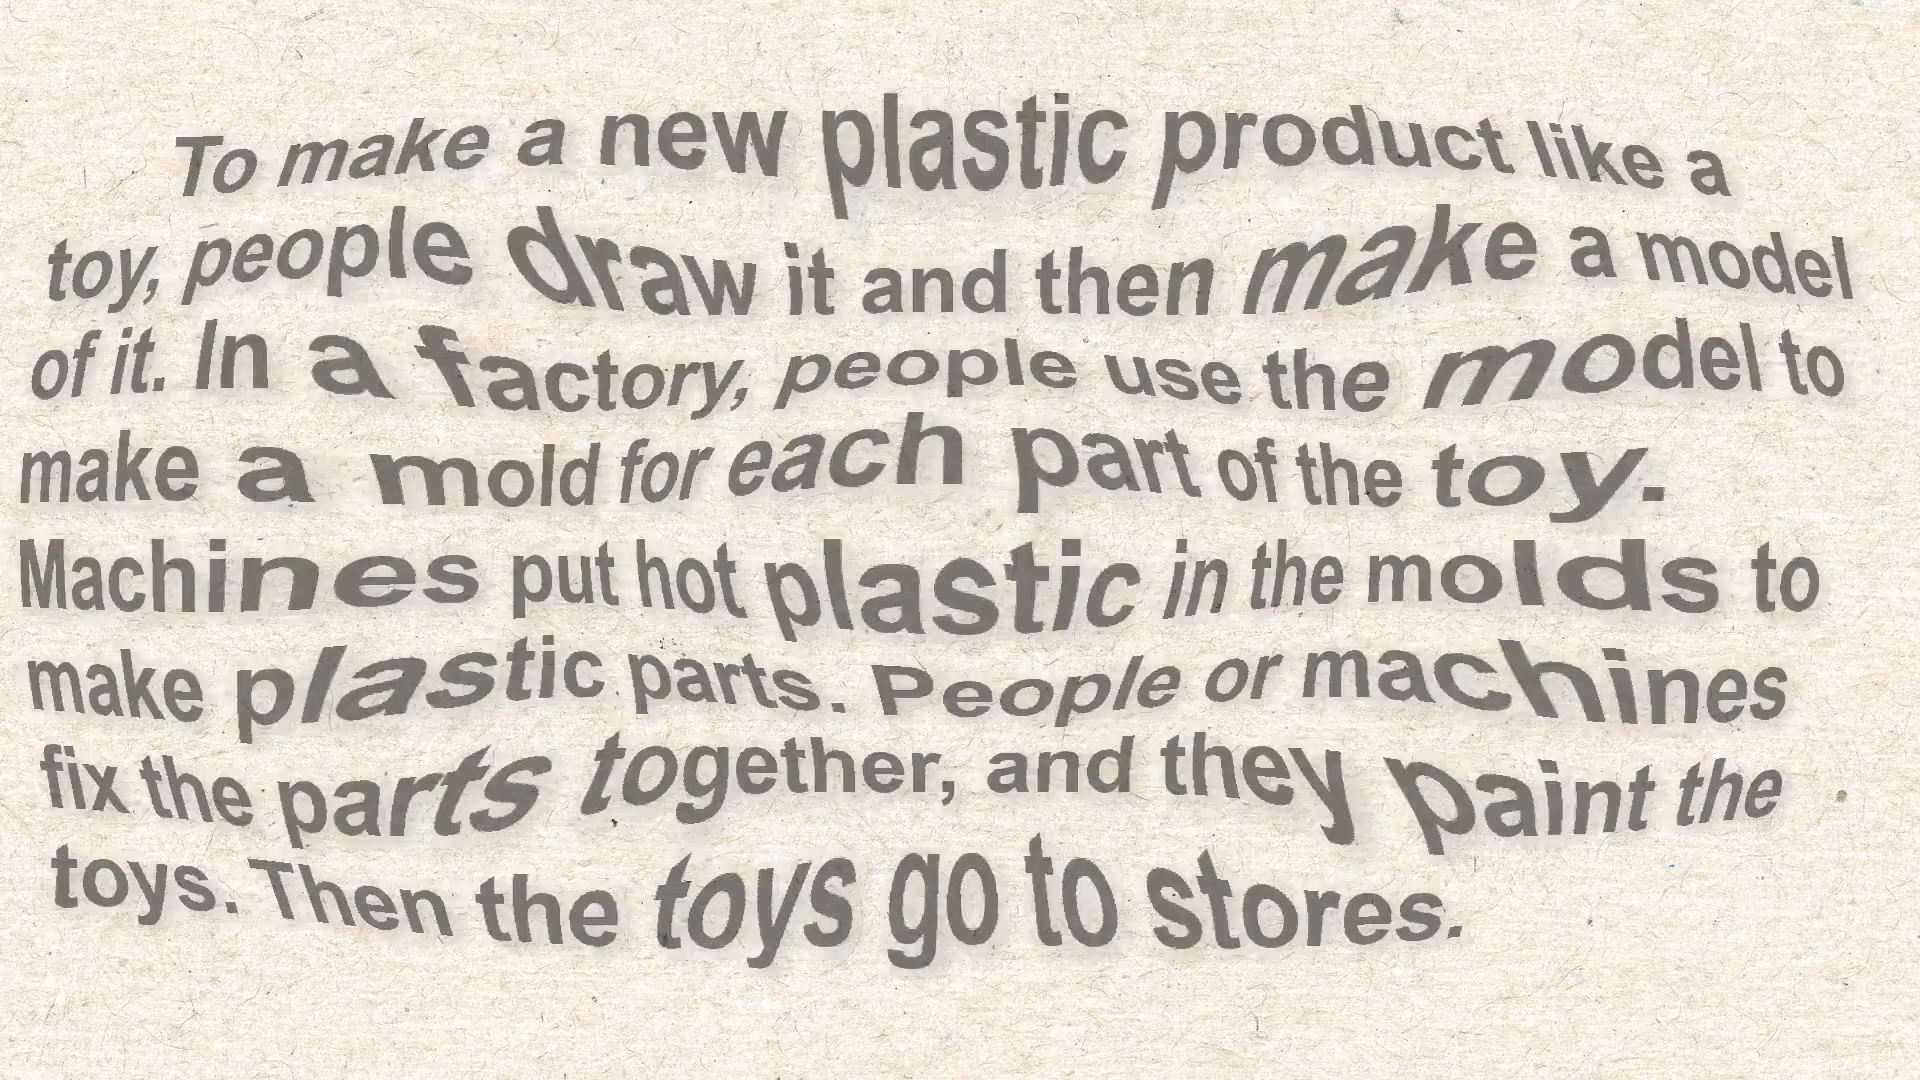 To make a new plastic product like a
toy, people draw it and then make a model
of it. In a factory, people use the model to
make a mold for each part of the toy.
Machines put hot plastic in the molds to
make plastic parts. People or machines
fix the parts together, and they paint the
toys. Then the toys go to stores.